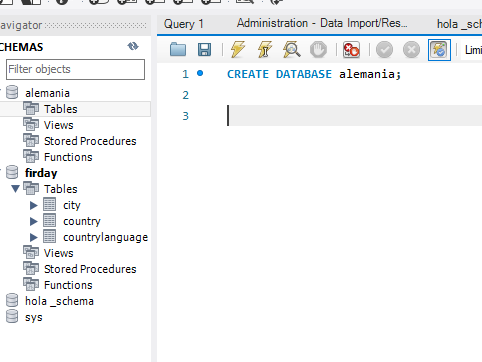 avigator
CHEMAS
Filter objects
alemania
Tables
Views
Stored Procedures
Functions
firday
Tables
city
country
countrylanguage
Views
Stored Procedures
Functions
hola _schema
sys
Query 1
Administration - Data Import/Res...
hola _sc
Limi
1
CREATE DATABASE alemania;
2
3